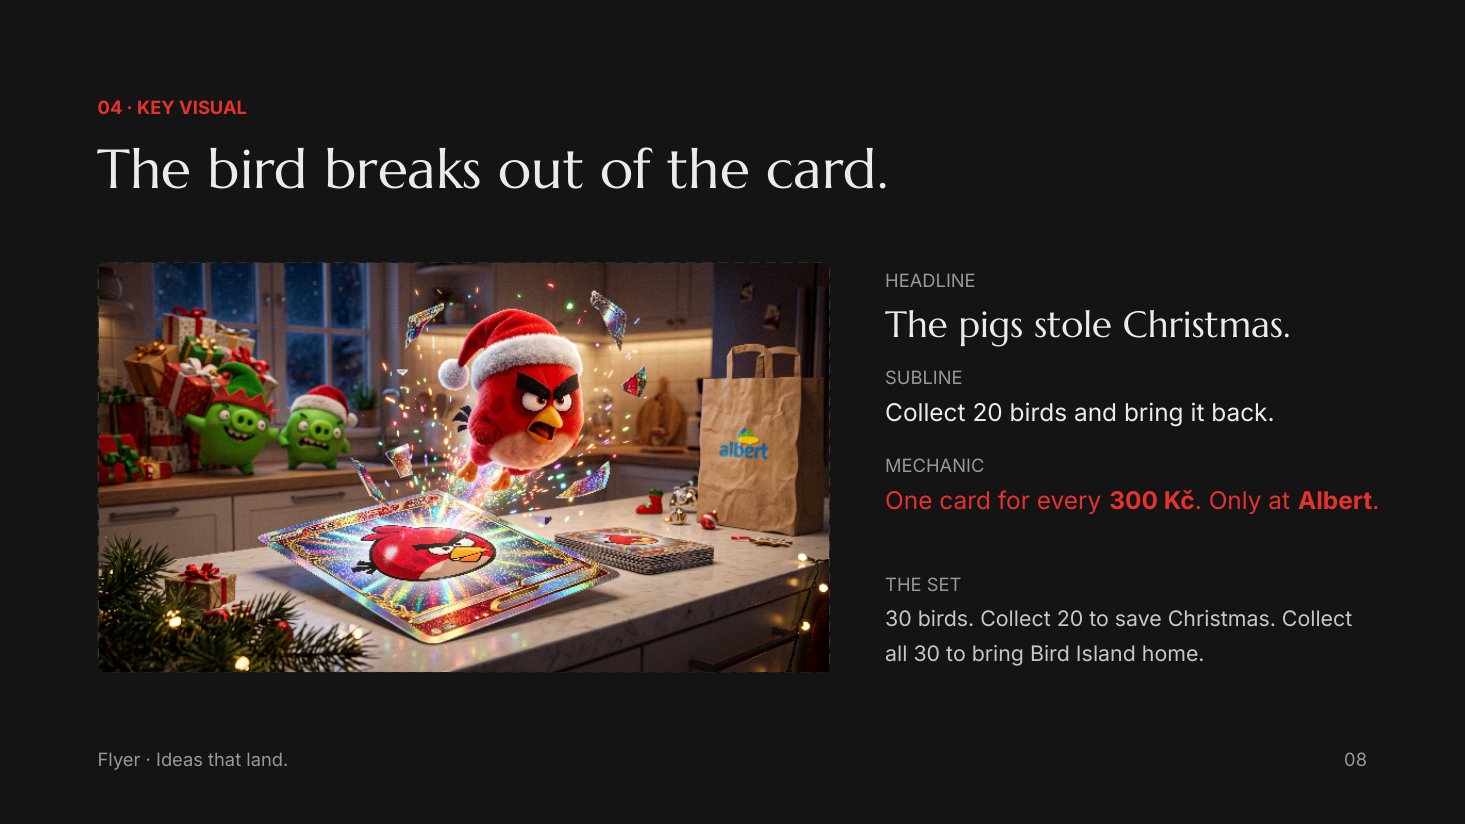 04 · KEY VISUAL
The bird breaks out of the card.
albert
HEADLINE
The pigs stole Christmas.
SUBLINE
Collect 20 birds and bring it back.
MECHANIC
One card for every 300 Kč. Only at Albert.
THE SET
30 birds. Collect 20 to save Christmas. Collect
all 30 to bring Bird Island home.
Flyer · Ideas that land.
08